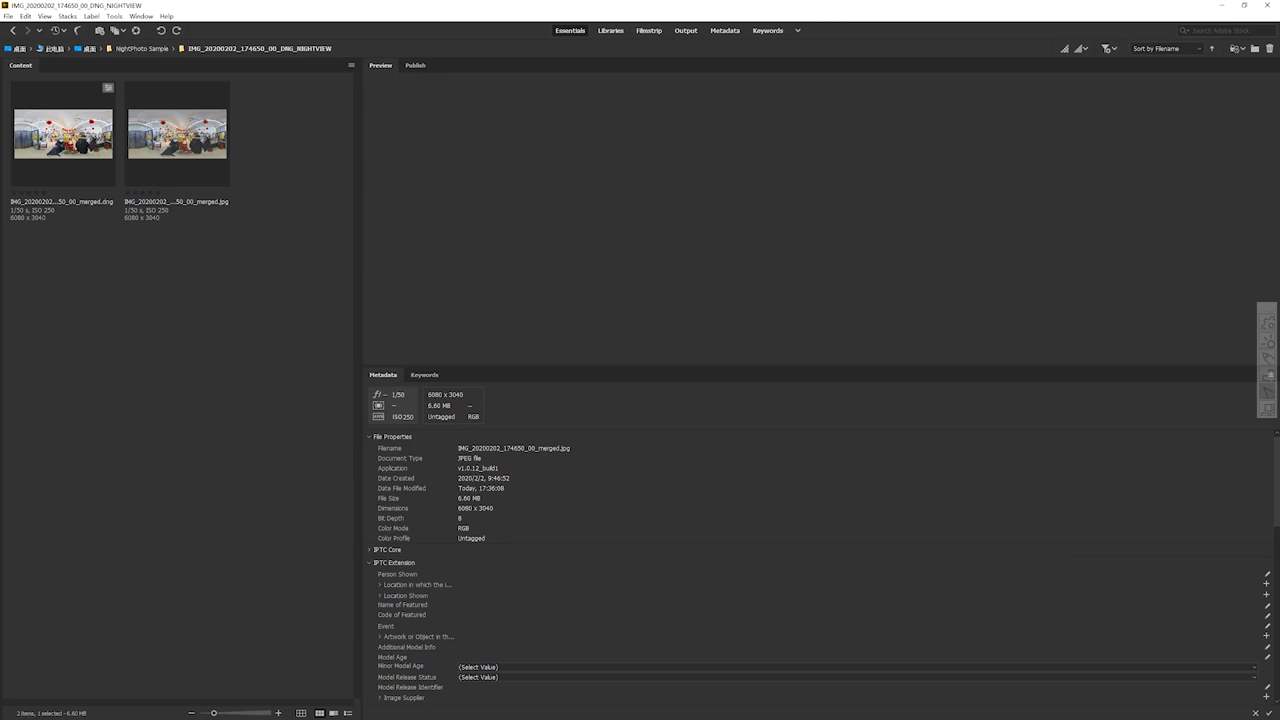 IMG_20200202_174650_00_DNG_NIGHTVIEW
File Edit View Stacks Label Tools Window Help
Essentials Libraries Filmstrip Output Metadata Keywords Search Adobe Stock
桌面 > 此电脑 > 桌面 > NightPhoto Sample > IMG_20200202_174650_00_DNG_NIGHTVIEW Sort by Filename
Content
Preview Publish
IMG_20200202...50_00_merged.dng
1/50 s, ISO 250
6080 x 3040
IMG_20200202_...50_00_merged.jpg
1/50 s, ISO 250
6080 x 3040
Metadata Keywords
f/-- 1/50
--
ISO250
6080 x 3040
6.60 MB --
Untagged RGB
File Properties
Filename IMG_20200202_174650_00_merged.jpg
Document Type JPEG file
Application v1.0.12_build1
Date Created 2020/2/2, 9:46:52
Date File Modified Today, 17:36:08
File Size 6.60 MB
Dimensions 6080 x 3040
Bit Depth 8
Color Mode RGB
Color Profile Untagged
IPTC Core
IPTC Extension
Person Shown
Location in which the i...
Location Shown
Name of Featured
Code of Featured
Event
Artwork or Object in th...
Additional Model Info
Model Age
Minor Model Age (Select Value)
Model Release Status (Select Value)
Model Release Identifier
Image Supplier
2 items, 1 selected - 6.60 MB